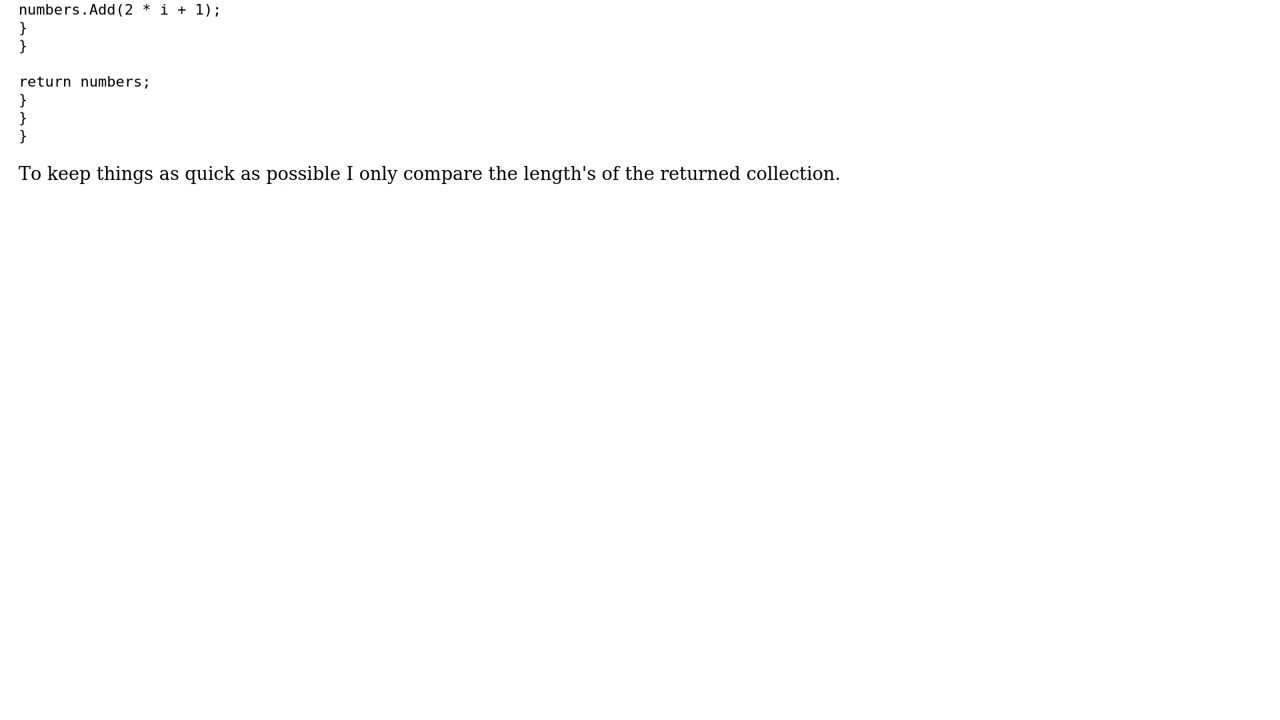 numbers.Add(2 * i + 1);
}
}

return numbers;
}
}
}
To keep things as quick as possible I only compare the length's of the returned collection.